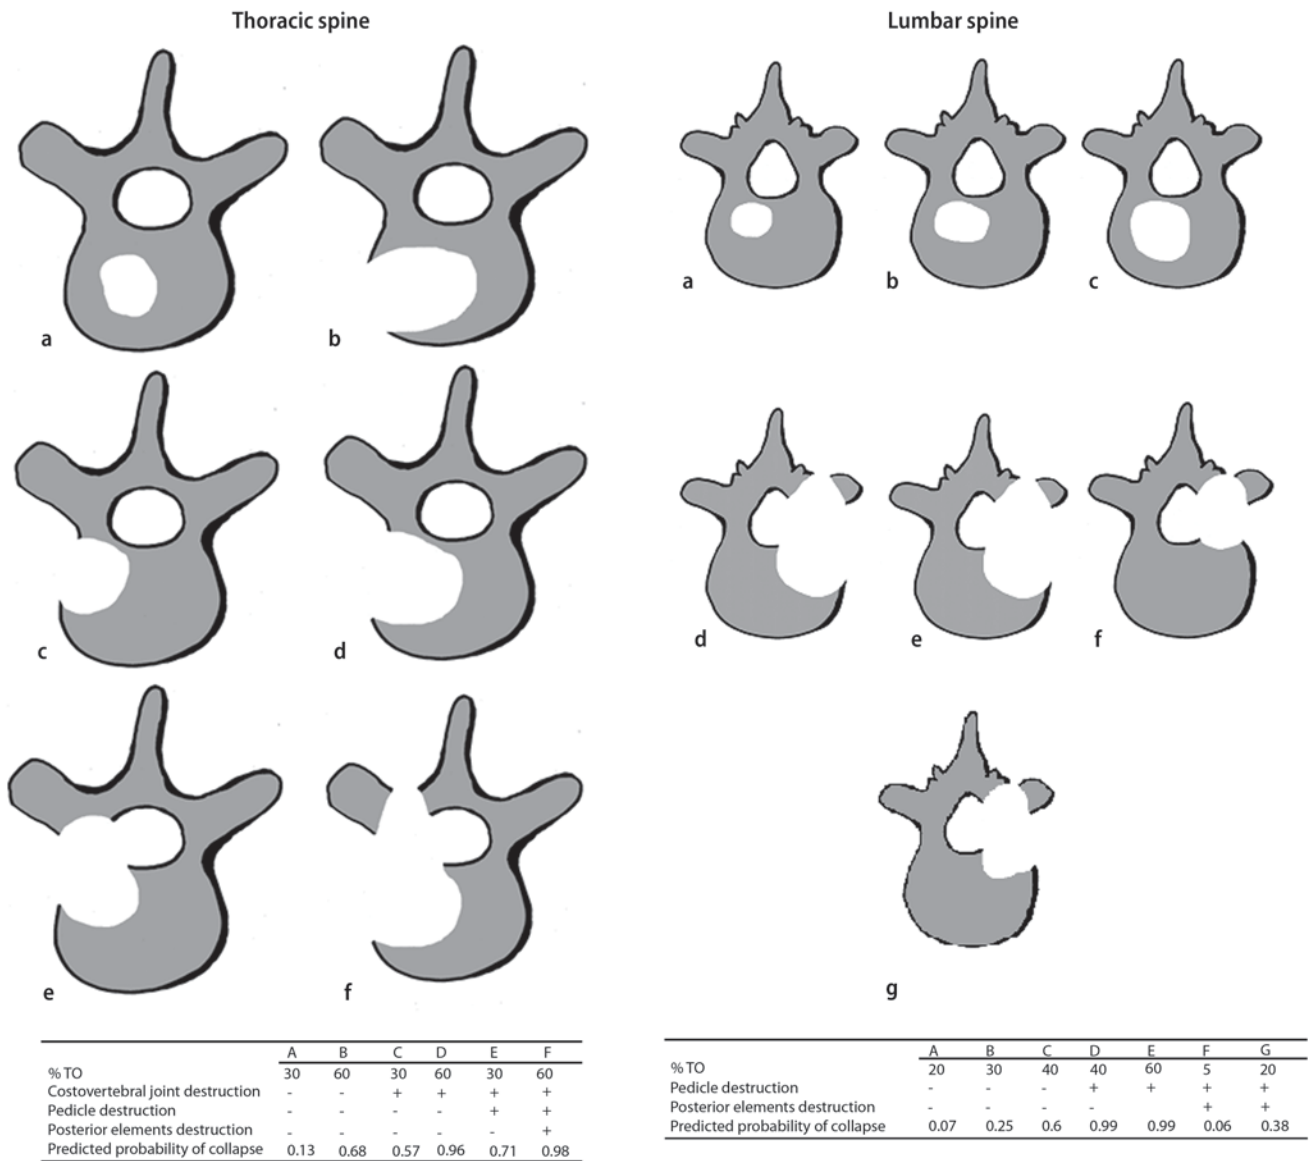 Thoracic spine
a
b
c
d
e
f
A B C D E F
% TO 30 60 30 60 30 60
Costovertebral joint destruction - - + + + +
Pedicle destruction - - - - + +
Posterior elements destruction - - - - - +
Predicted probability of collapse 0.13 0.68 0.57 0.96 0.71 0.98
Lumbar spine
a
b
c
d
e
f
g
A B C D E F G
% TO 20 30 40 40 60 5 20
Pedicle destruction - - - + + + +
Posterior elements destruction - - - - + +
Predicted probability of collapse 0.07 0.25 0.6 0.99 0.99 0.06 0.38